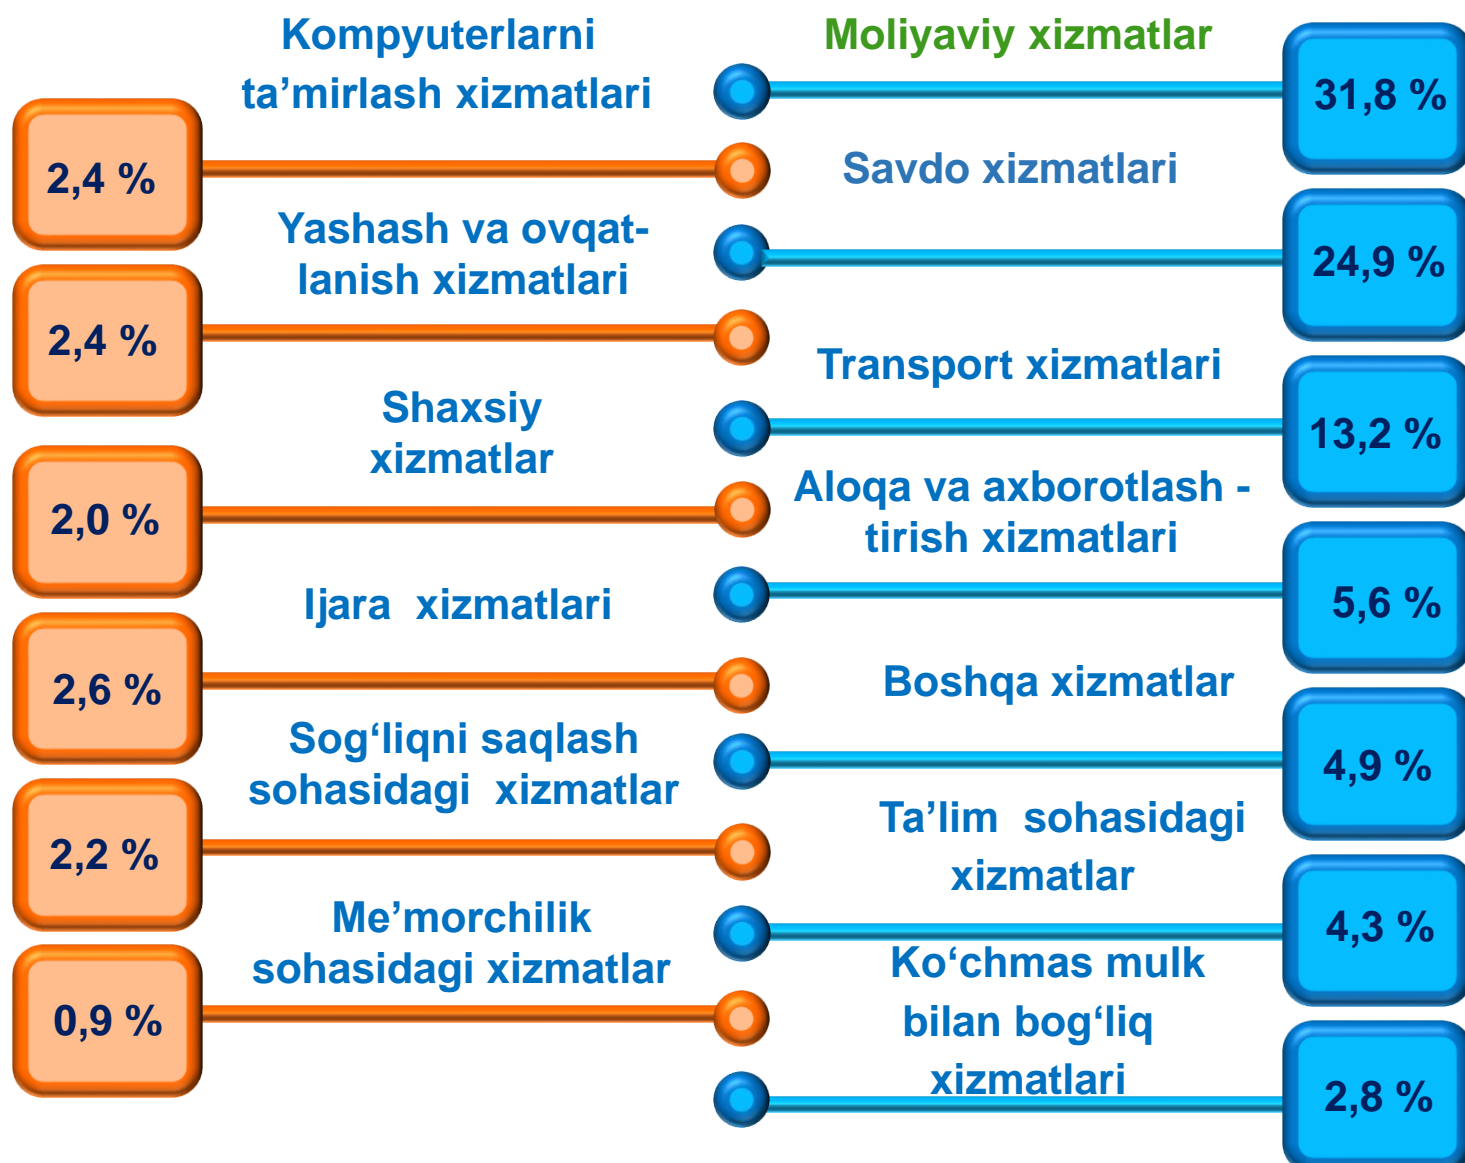 Kompyuterlarni
ta’mirlash xizmatlari
2,4 %
Yashash va ovqat-
lanish xizmatlari
2,4 %
Shaxsiy
xizmatlar
2,0 %
Ijara  xizmatlari
2,6 %
Sog‘liqni saqlash
sohasidagi  xizmatlar
2,2 %
Me’morchilik
sohasidagi xizmatlar
0,9 %
Moliyaviy xizmatlar
31,8 %
Savdo xizmatlari
24,9 %
Transport xizmatlari
13,2 %
Aloqa va axborotlash -
tirish xizmatlari
5,6 %
Boshqa xizmatlar
4,9 %
Ta’lim  sohasidagi
xizmatlar
4,3 %
Ko‘chmas mulk
bilan bog‘liq
xizmatlari
2,8 %